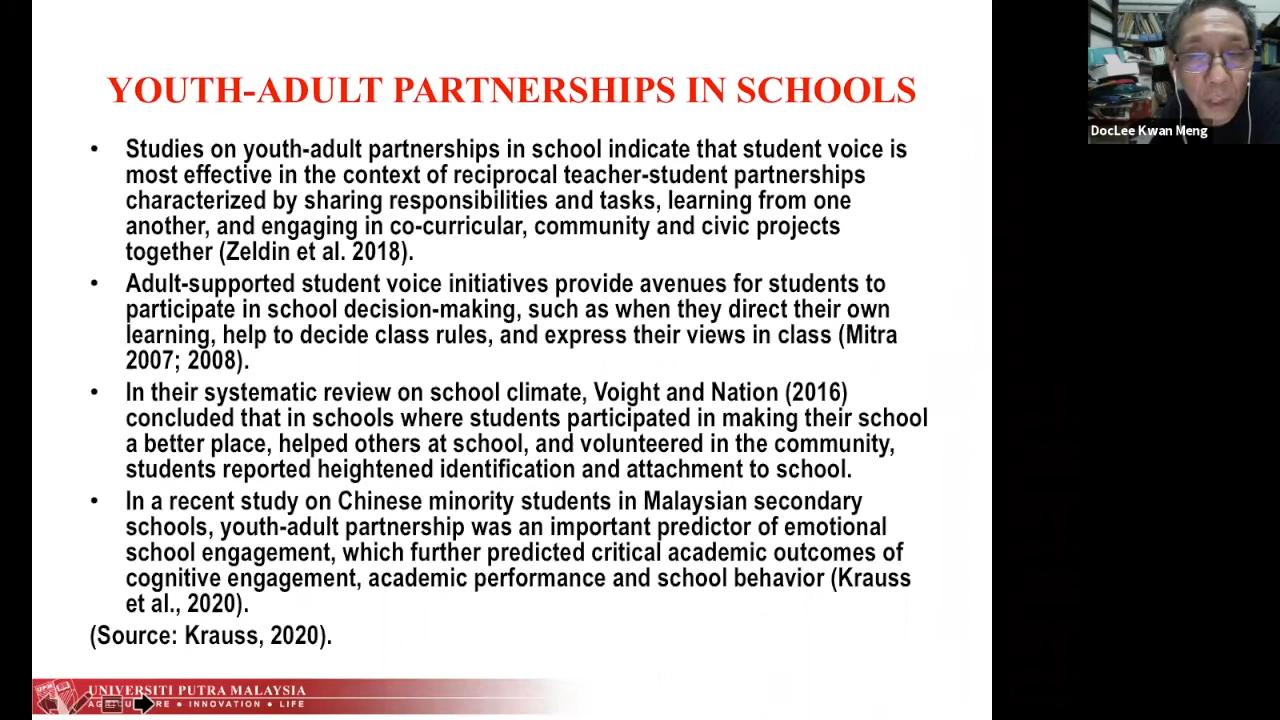 YOUTH-ADULT PARTNERSHIPS IN SCHOOLS
• Studies on youth-adult partnerships in school indicate that student voice is
most effective in the context of reciprocal teacher-student partnerships
characterized by sharing responsibilities and tasks, learning from one
another, and engaging in co-curricular, community and civic projects
together (Zeldin et al. 2018).
• Adult-supported student voice initiatives provide avenues for students to
participate in school decision-making, such as when they direct their own
learning, help to decide class rules, and express their views in class (Mitra
2007; 2008).
• In their systematic review on school climate, Voight and Nation (2016)
concluded that in schools where students participated in making their school
a better place, helped others at school, and volunteered in the community,
students reported heightened identification and attachment to school.
• In a recent study on Chinese minority students in Malaysian secondary
schools, youth-adult partnership was an important predictor of emotional
school engagement, which further predicted critical academic outcomes of
cognitive engagement, academic performance and school behavior (Krauss
et al., 2020).
(Source: Krauss, 2020).
UNIVERSITI PUTRA MALAYSIA
● INNOVATION ● LIFE
DocLee Kwan Meng